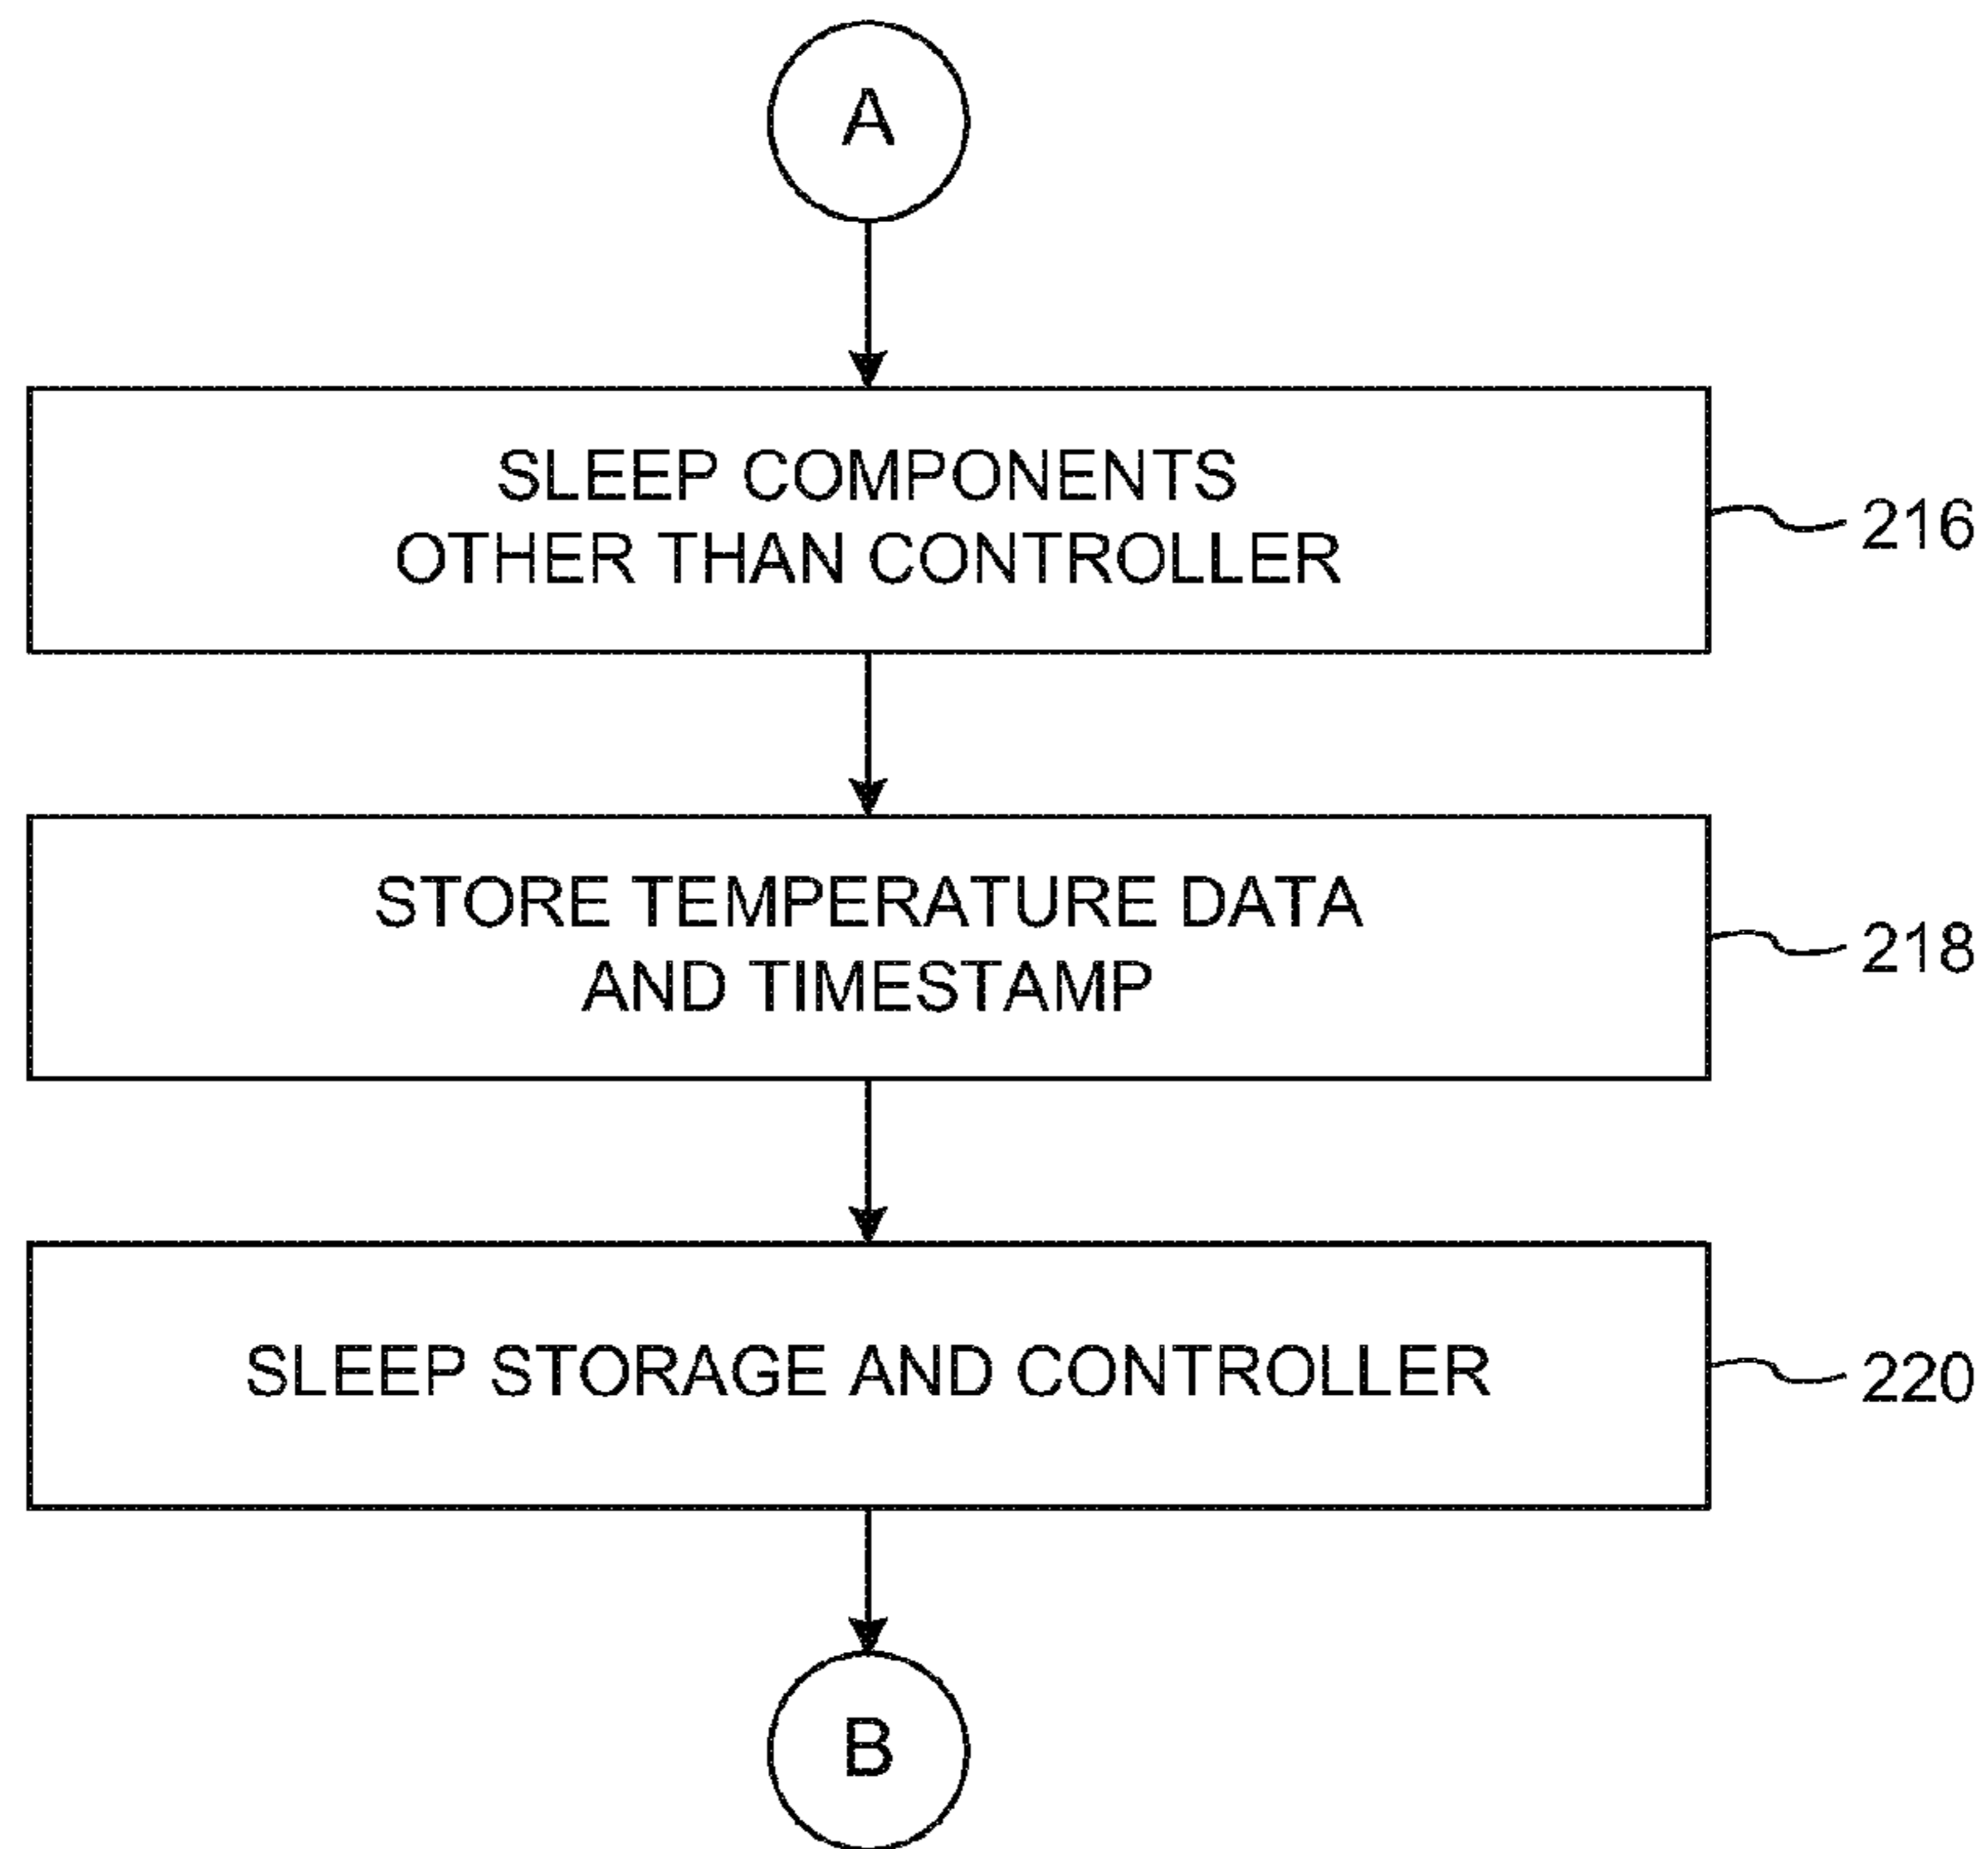 A
SLEEP COMPONENTS
OTHER THAN CONTROLLER
216
STORE TEMPERATURE DATA
AND TIMESTAMP
218
SLEEP STORAGE AND CONTROLLER
220
B